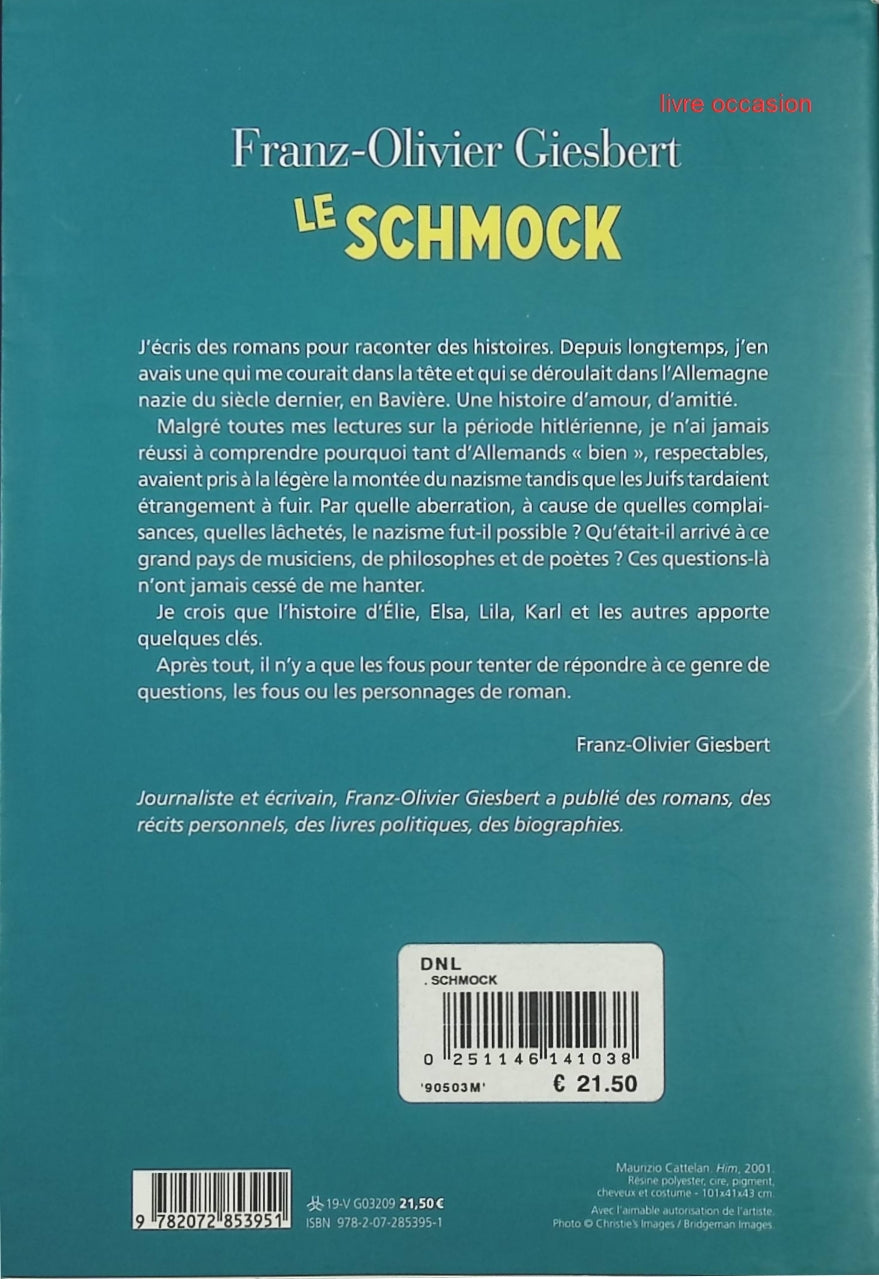 livre occasion
Franz-Olivier Giesbert
LE SCHMOCK
J'écris des romans pour raconter des histoires. Depuis longtemps, j'en
avais une qui me courait dans la tête et qui se déroulait dans l'Allemagne
nazie du siècle dernier, en Bavière. Une histoire d'amour, d'amitié.
Malgré toutes mes lectures sur la période hitlérienne, je n'ai jamais
réussi à comprendre pourquoi tant d'Allemands « bien », respectables,
avaient pris à la légère la montée du nazisme tandis que les Juifs tardaient
étrangement à fuir. Par quelle aberration, à cause de quelles complai-
sances, quelles lâchetés, le nazisme fut-il possible ? Qu'était-il arrivé à ce
grand pays de musiciens, de philosophes et de poètes ? Ces questions-là
n'ont jamais cessé de me hanter.
Je crois que l'histoire d'Élie, Elsa, Lila, Karl et les autres apporte
quelques clés.
Après tout, il n'y a que les fous pour tenter de répondre à ce genre de
questions, les fous ou les personnages de roman.
Franz-Olivier Giesbert
Journaliste et écrivain, Franz-Olivier Giesbert a publié des romans, des
récits personnels, des livres politiques, des biographies.
DNL
. SCHMOCK
0 251146 141038
'90503M' € 21.50
9 782072 853951
19-V G03209 21,50 €
ISBN 978-2-07-285395-1
Maurizio Cattelan. Him, 2001.
Résine polyester, cire, pigment,
cheveux et costume - 101x41x43 cm.
Avec l'aimable autorisation de l'artiste.
Photo © Christie's Images / Bridgeman Images.